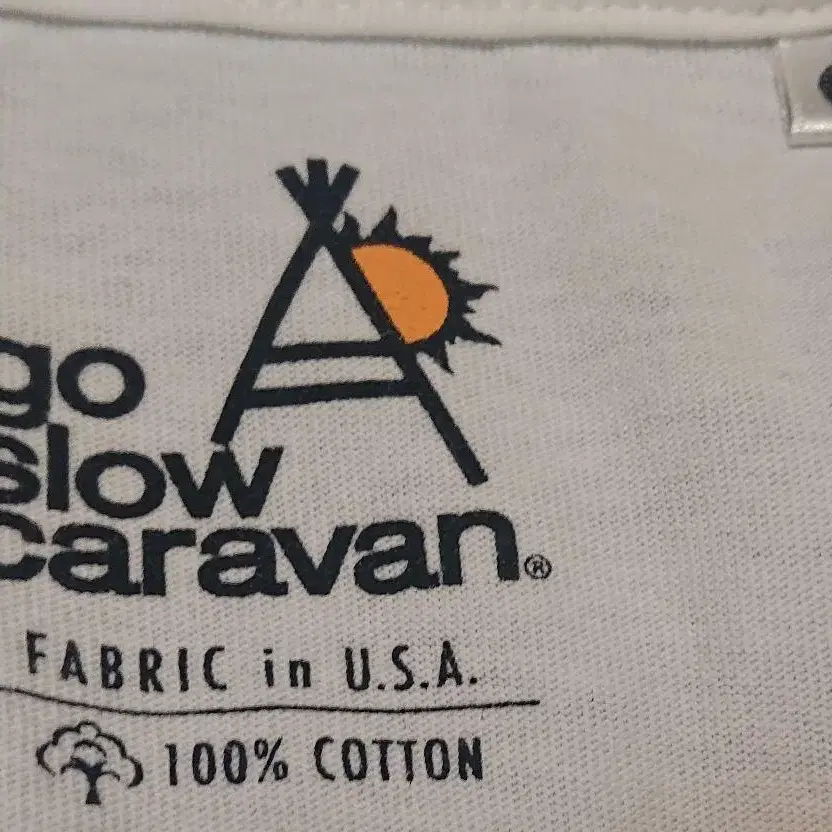 go
slow
caravan®
FABRIC in U.S.A.
100% COTTON